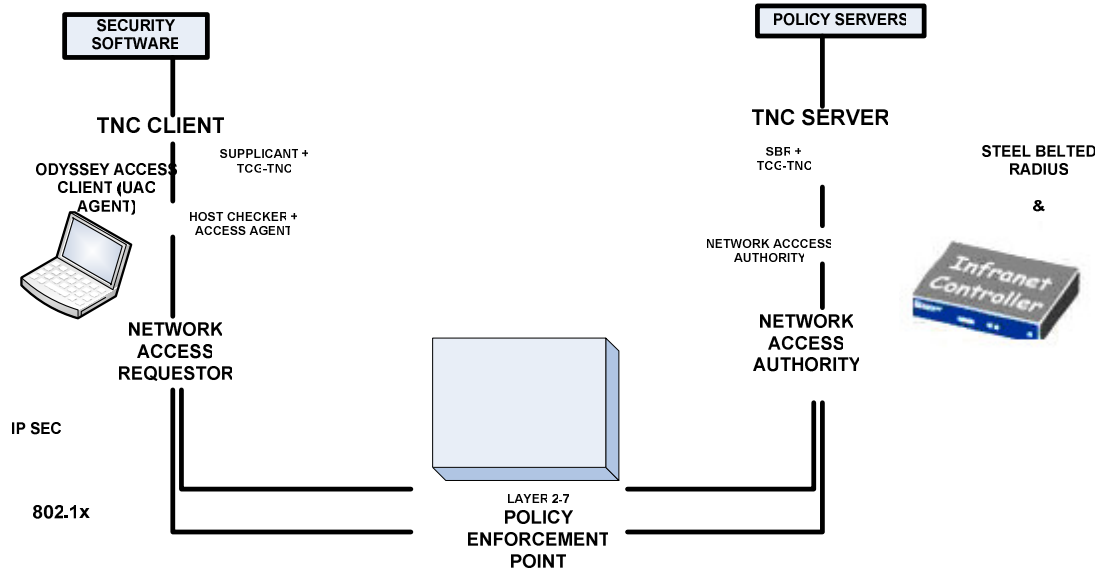 SECURITY
SOFTWARE
POLICY SERVERS
TNC CLIENT
SUPPLICANT +
TCG-TNC
ODYSSEY ACCESS
CLIENT (UAC
AGENT)
HOST CHECKER +
ACCESS AGENT
NETWORK
ACCESS
REQUESTOR
IP SEC
802.1x
LAYER 2-7
POLICY
ENFORCEMENT
POINT
TNC SERVER
SBR +
TCG-TNC
NETWORK ACCCESS
AUTHORITY
NETWORK
ACCESS
AUTHORITY
STEEL BELTED
RADIUS
&
Infranet
Controller